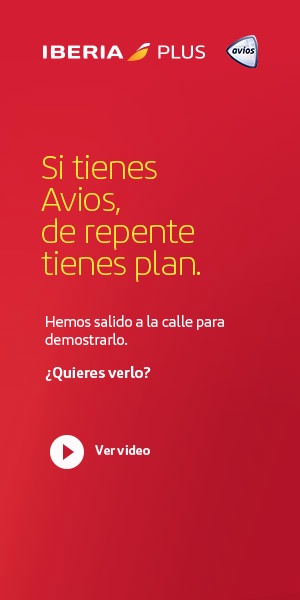 IBERIA PLUS avios
Si tienes
Avios,
de repente
tienes plan.
Hemos salido a la calle para
demostrarlo.
¿Quieres verlo?
Ver video